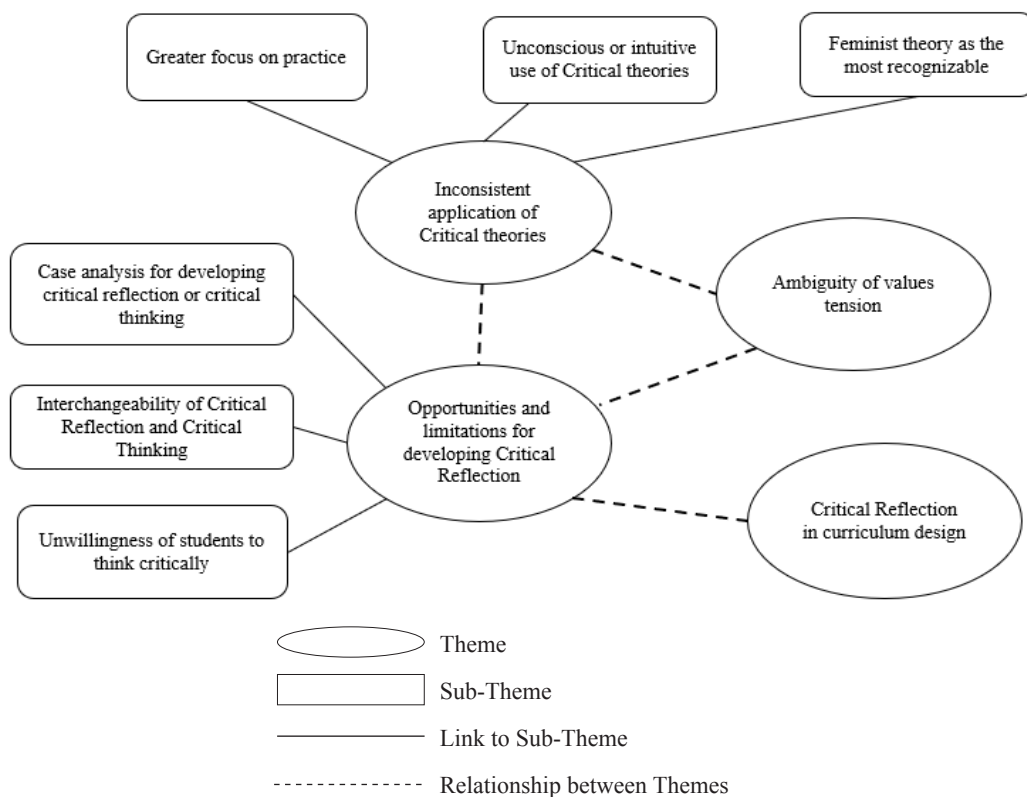 Greater focus on practice
Unconscious or intuitive
use of Critical theories
Feminist theory as the
most recognizable
Inconsistent
application of
Critical theories
Case analysis for developing
critical reflection or critical
thinking
Ambiguity of values
tension
Interchangeability of Critical
Reflection and Critical
Thinking
Opportunities and
limitations for
developing Critical
Reflection
Critical Reflection
in curriculum design
Unwillingness of students to
think critically
Theme
Sub-Theme
Link to Sub-Theme
Relationship between Themes